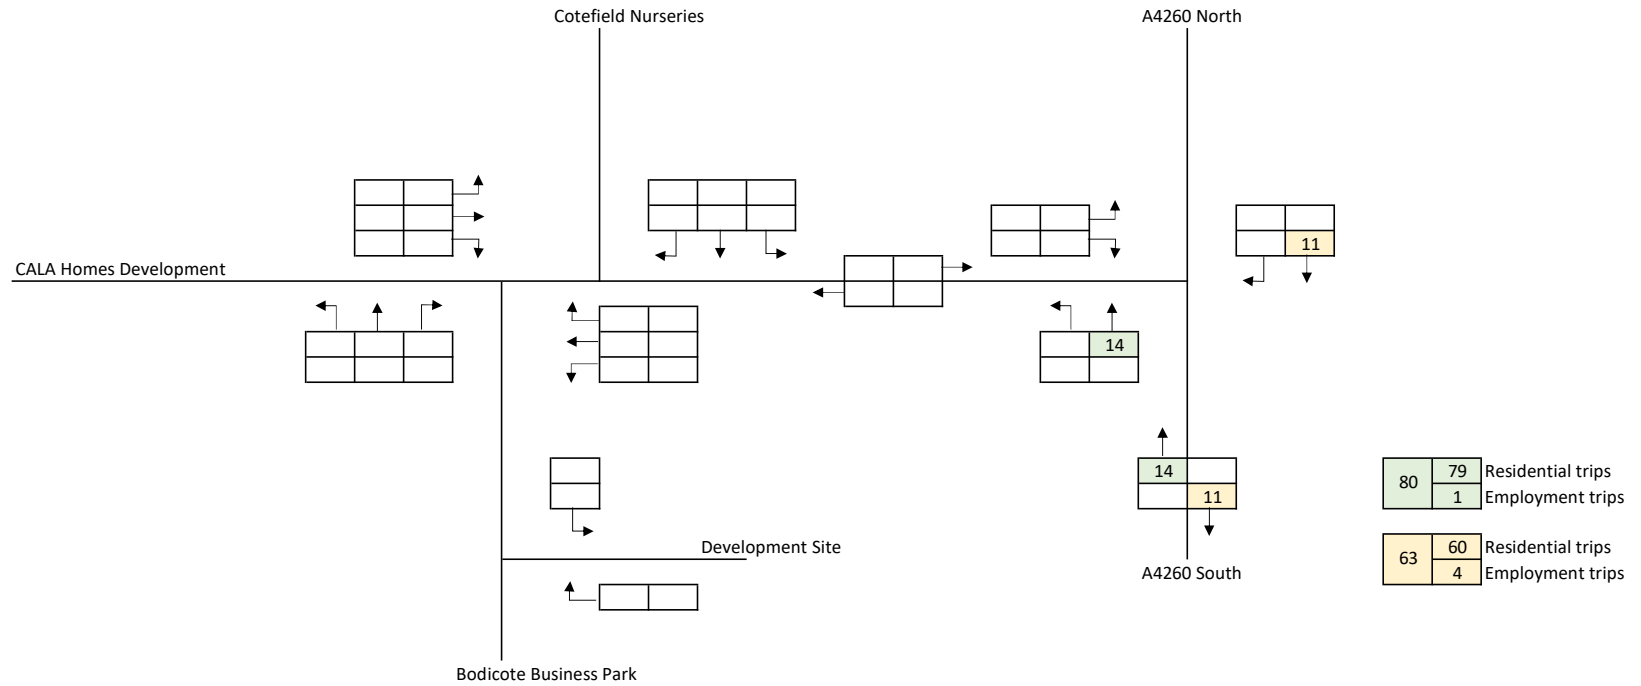 Cotefield Nurseries
A4260 North
11
CALA Homes Development
14
14
11
80 79 Residential trips
1 Employment trips
63 60 Residential trips
4 Employment trips
Development Site
A4260 South
Bodicote Business Park